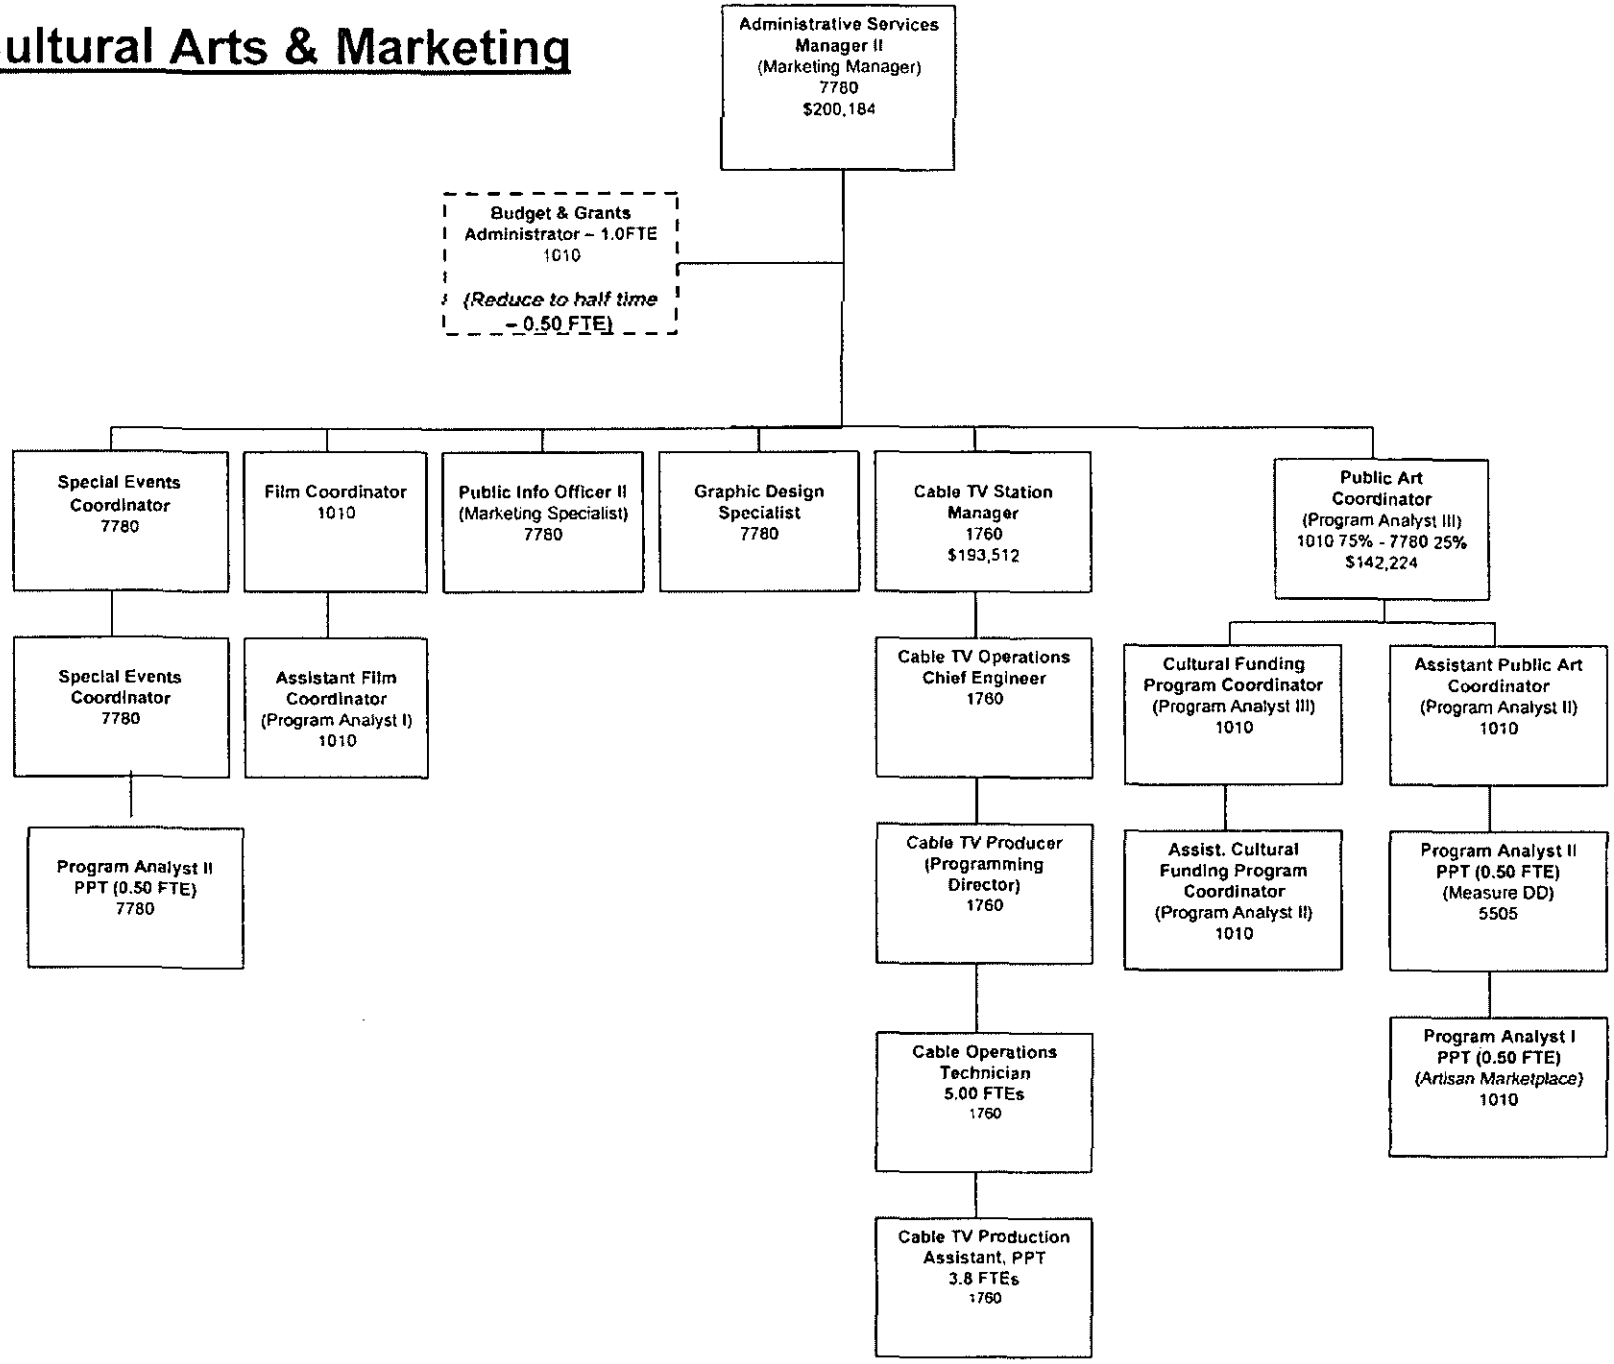 ultural Arts & Marketing
Administrative Services
Manager II
(Marketing Manager)
7780
$200,184
Budget & Grants
Administrator – 1.0FTE
1010
(Reduce to half time
– 0.50 FTE)
Special Events
Coordinator
7780
Film Coordinator
1010
Public Info Officer II
(Marketing Specialist)
7780
Graphic Design
Specialist
7780
Cable TV Station
Manager
1760
$193,512
Public Art
Coordinator
(Program Analyst III)
1010 75% - 7780 25%
$142,224
Special Events
Coordinator
7780
Assistant Film
Coordinator
(Program Analyst I)
1010
Cable TV Operations
Chief Engineer
1760
Cultural Funding
Program Coordinator
(Program Analyst III)
1010
Assistant Public Art
Coordinator
(Program Analyst II)
1010
Program Analyst II
PPT (0.50 FTE)
7780
Cable TV Producer
(Programming
Director)
1760
Assist. Cultural
Funding Program
Coordinator
(Program Analyst II)
1010
Program Analyst II
PPT (0.50 FTE)
(Measure DD)
5505
Cable Operations
Technician
5.00 FTEs
1760
Program Analyst I
PPT (0.50 FTE)
(Artisan Marketplace)
1010
Cable TV Production
Assistant, PPT
3.8 FTEs
1760